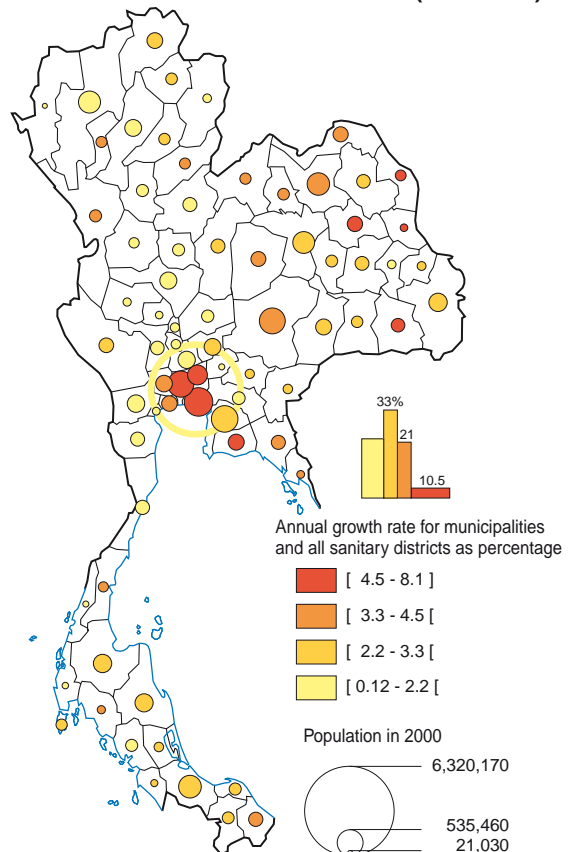 33%
21
10.5
Annual growth rate for municipalities
and all sanitary districts as percentage
[ 4.5 - 8.1 ]
[ 3.3 - 4.5 [
[ 2.2 - 3.3 [
[ 0.12 - 2.2 [
Population in 2000
6,320,170
535,460
21,030